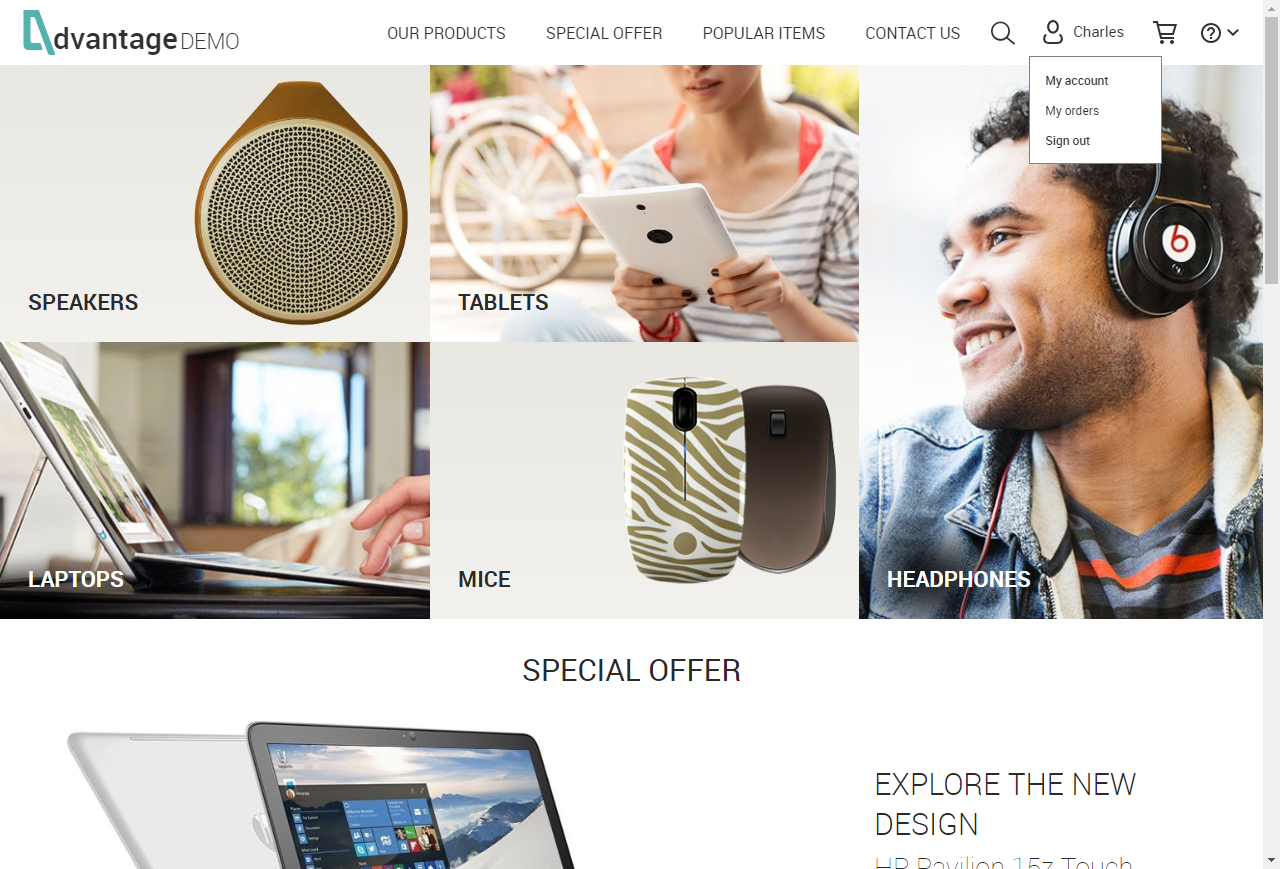 dvantage DEMO
OUR PRODUCTS
SPECIAL OFFER
POPULAR ITEMS
CONTACT US
Charles
My account
My orders
Sign out
SPEAKERS
TABLETS
LAPTOPS
MICE
HEADPHONES
SPECIAL OFFER
EXPLORE THE NEW
DESIGN
HP Pavilion 15z Touch